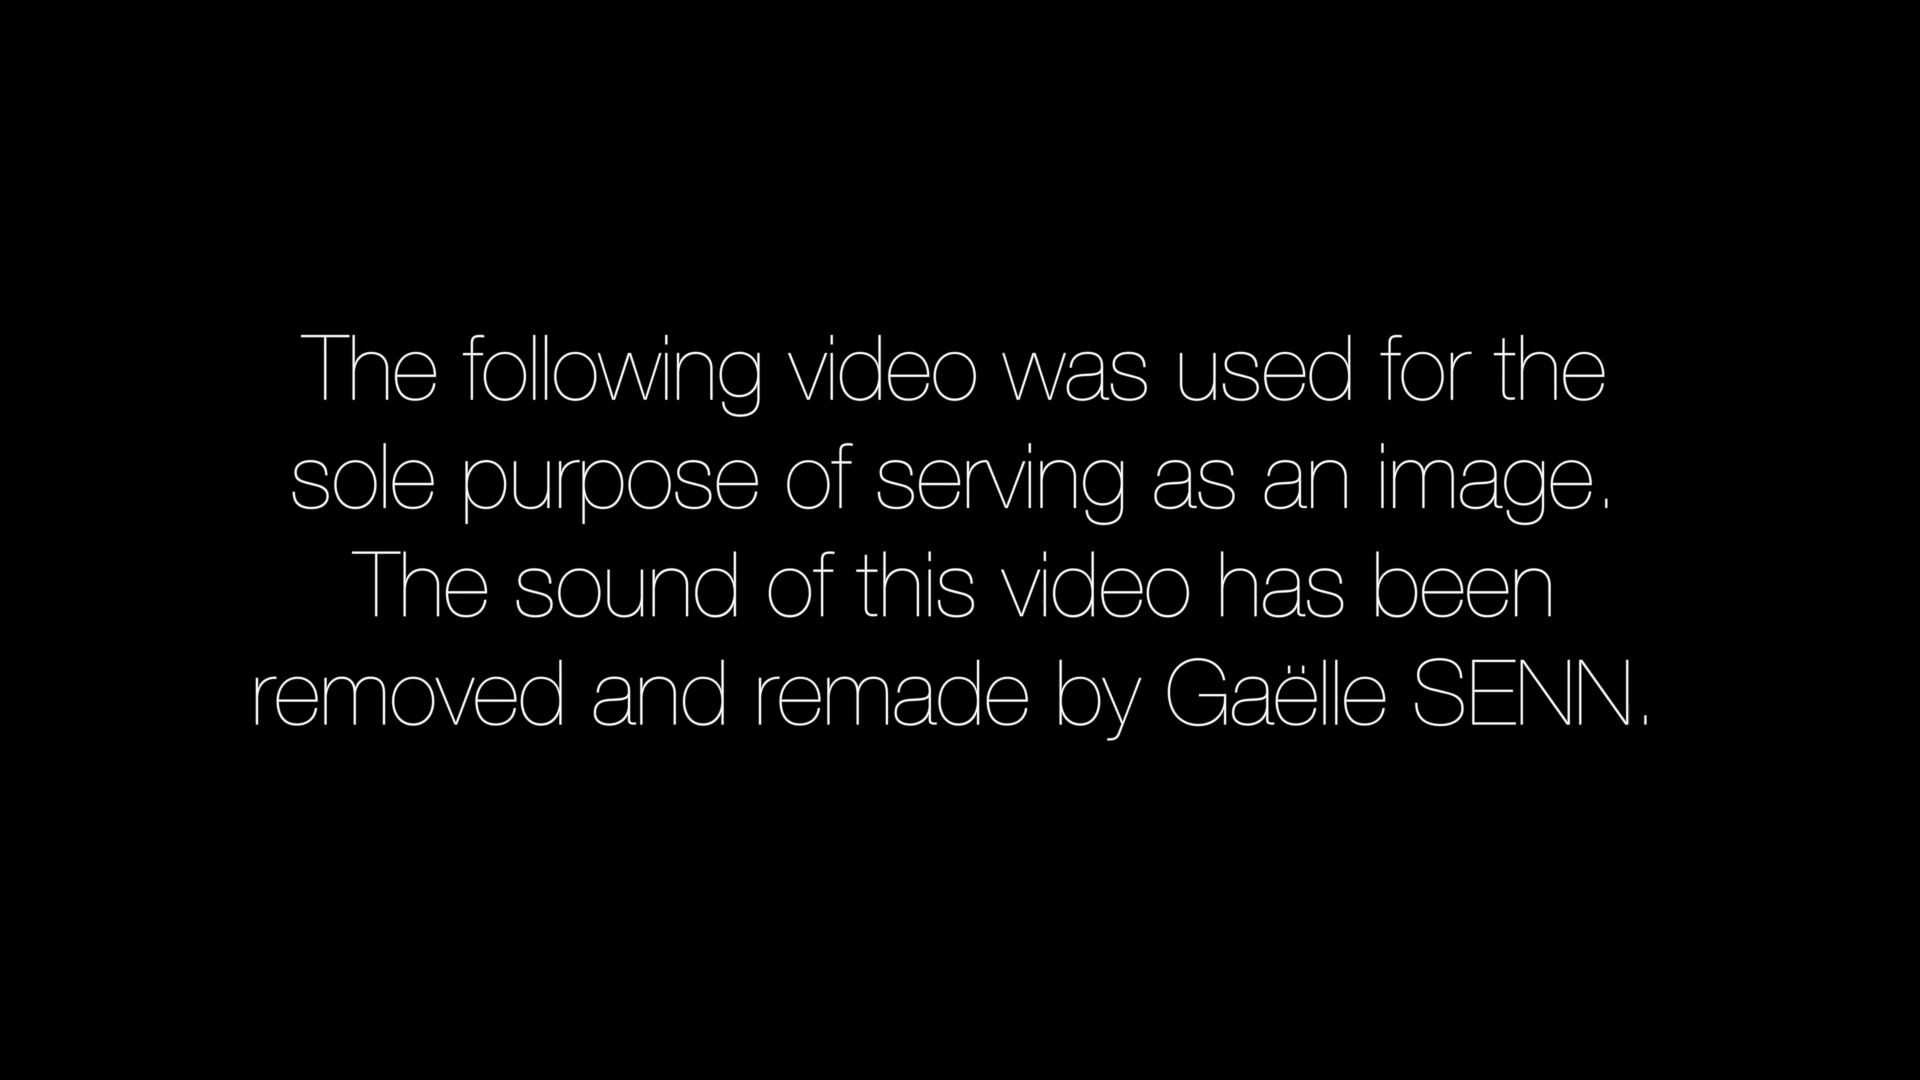 The following video was used for the
sole purpose of serving as an image.
The sound of this video has been
removed and remade by Gaëlle SENN.